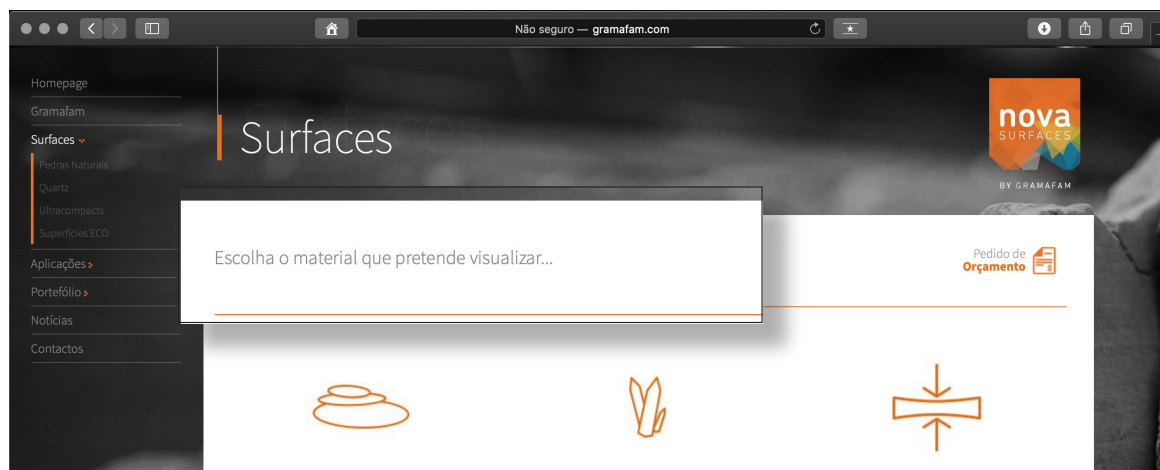 Não seguro — gramafam.com
Homepage
Gramafam
Surfaces
Pedras Naturais
Quartz
Ultracompacts
Superfícies ECO
Aplicações
Portefólio
Notícias
Contactos
Surfaces
Surfaces
nova
SURFACES
BY GRAMAFAM
Escolha o material que pretende visualizar...
Pedido de
Orçamento
$